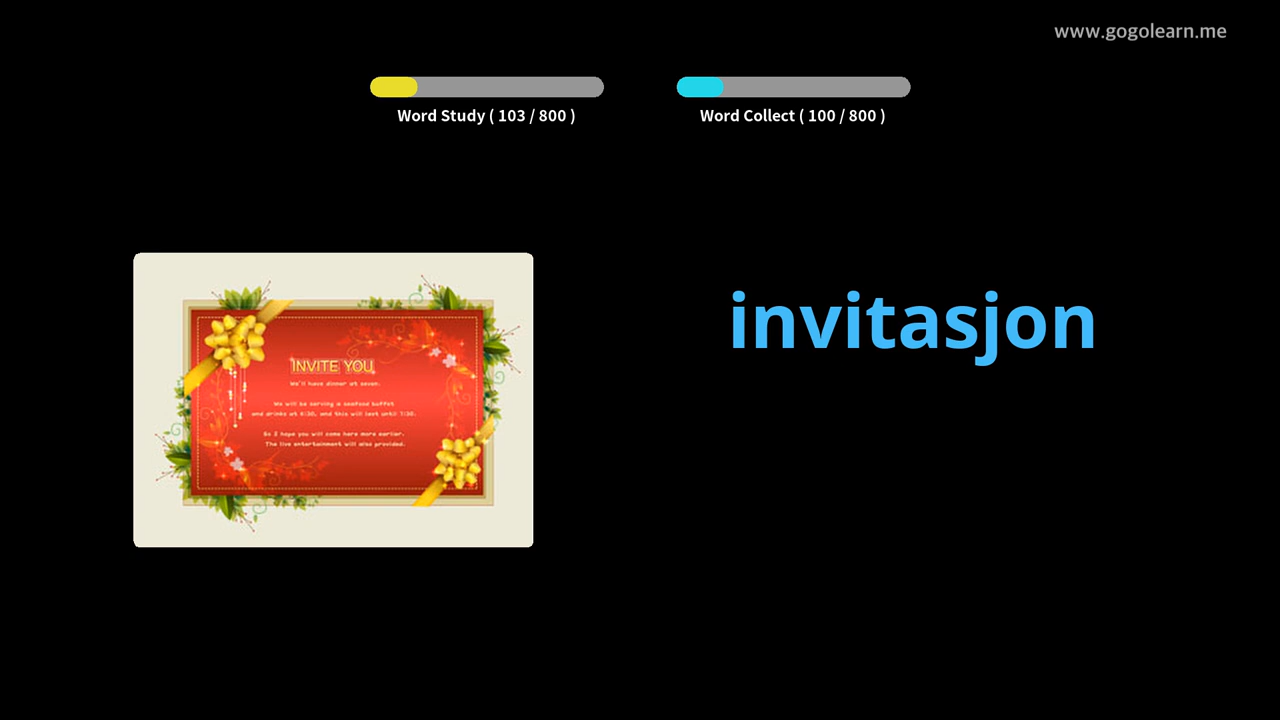 www.gogolearn.me
Word Study ( 103 / 800 )
Word Collect ( 100 / 800 )
invitasjon
INVITE YOU
We'll have dinner at seven.
We will be serving a seafood buffet
and drinks at 6:30, and this will last until 7:30.
So I hope you will come here more earlier.
The live entertainment will also provided.